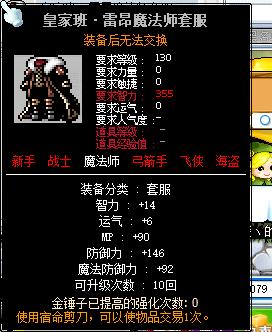 皇家班·雷昂魔法师套服
装备后无法交换
要求等级： 130
要求力量： 0
要求敏捷： -
要求智力： 355
要求运气： 0
要求人气度： -
道具等级： -
道具经验值： -
新手 战士 魔法师 弓箭手 飞侠 海盗
装备分类 : 套服
智力 : +14
运气 : +6
MP : +90
防御力 : +146
魔法防御力 : +92
可升级次数 : 10回
金锤子已提高的强化次数: 0
使用宿命剪刀，可以使物品交易1次。
079